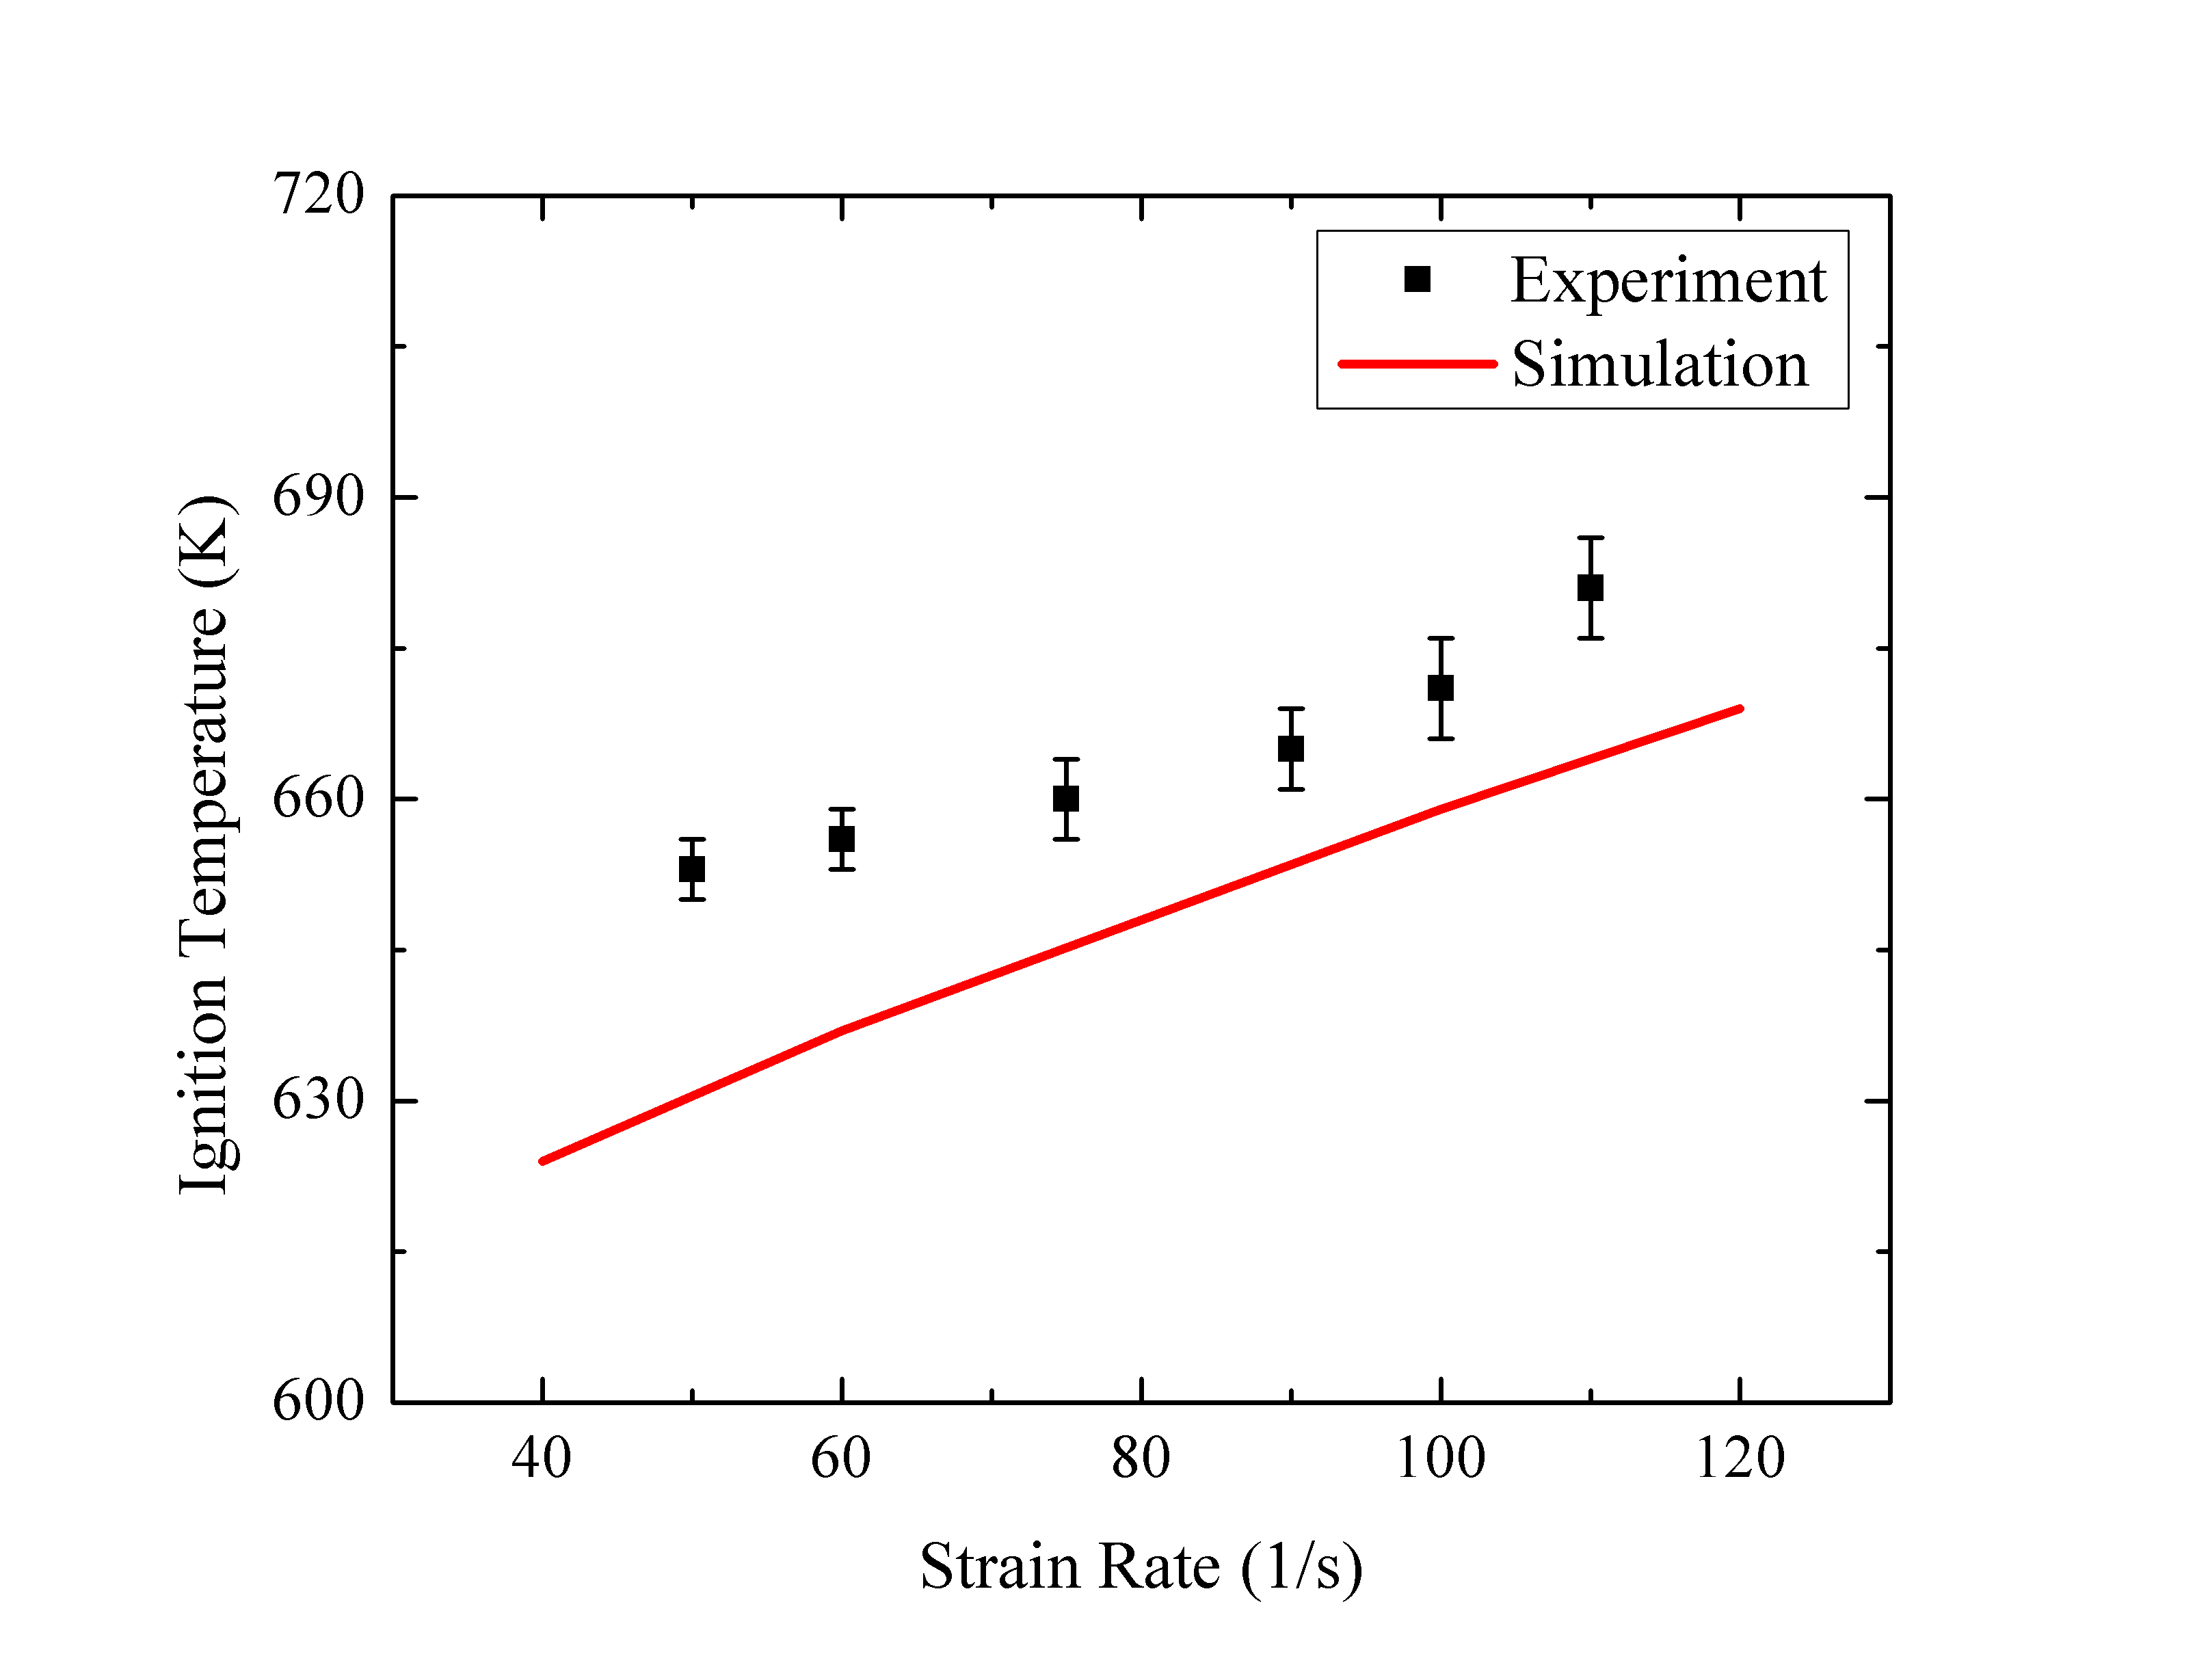 720
690
660
630
600
40 60 80 100 120
Ignition Temperature (K)
Strain Rate (1/s)
Experiment
Simulation